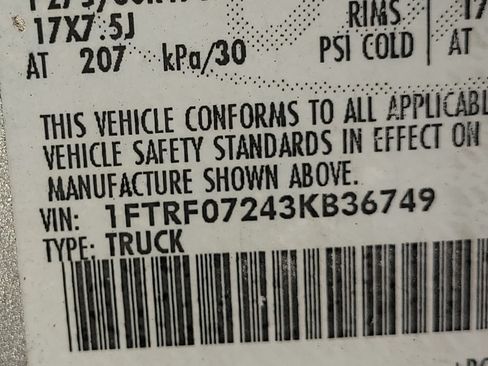 17X7.5J
RIMS 17
AT 207 kPa/30 PSI COLD AT
THIS VEHICLE CONFORMS TO ALL
VEHICLE SAFETY STANDARDS IN EFFECT ON
MANUFACTURE SHOWN ABOVE.
VIN: 1FTRF07243KB36749
TYPE: TRUCK